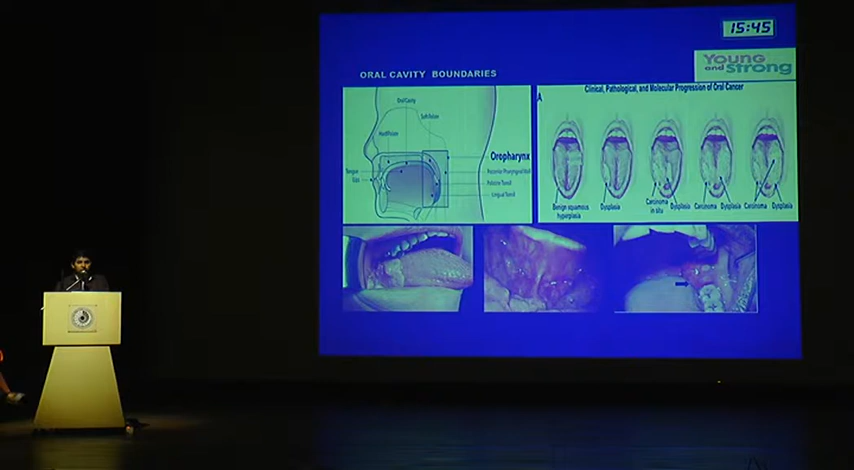 15:45
Young
and Strong
ORAL CAVITY BOUNDARIES
Oral Cavity
Soft Palate
Hard Palate
Oropharynx
Tongue
Posterior Pharyngeal Wall
Palatine Tonsil
Lingual Tonsil
A
Clinical, Pathological, and Molecular Progression of Oral Cancer
Benign squamous
hyperplasia
Dysplasia
Carcinoma
in situ
Dysplasia
Carcinoma
Dysplasia
Carcinoma
Dysplasia